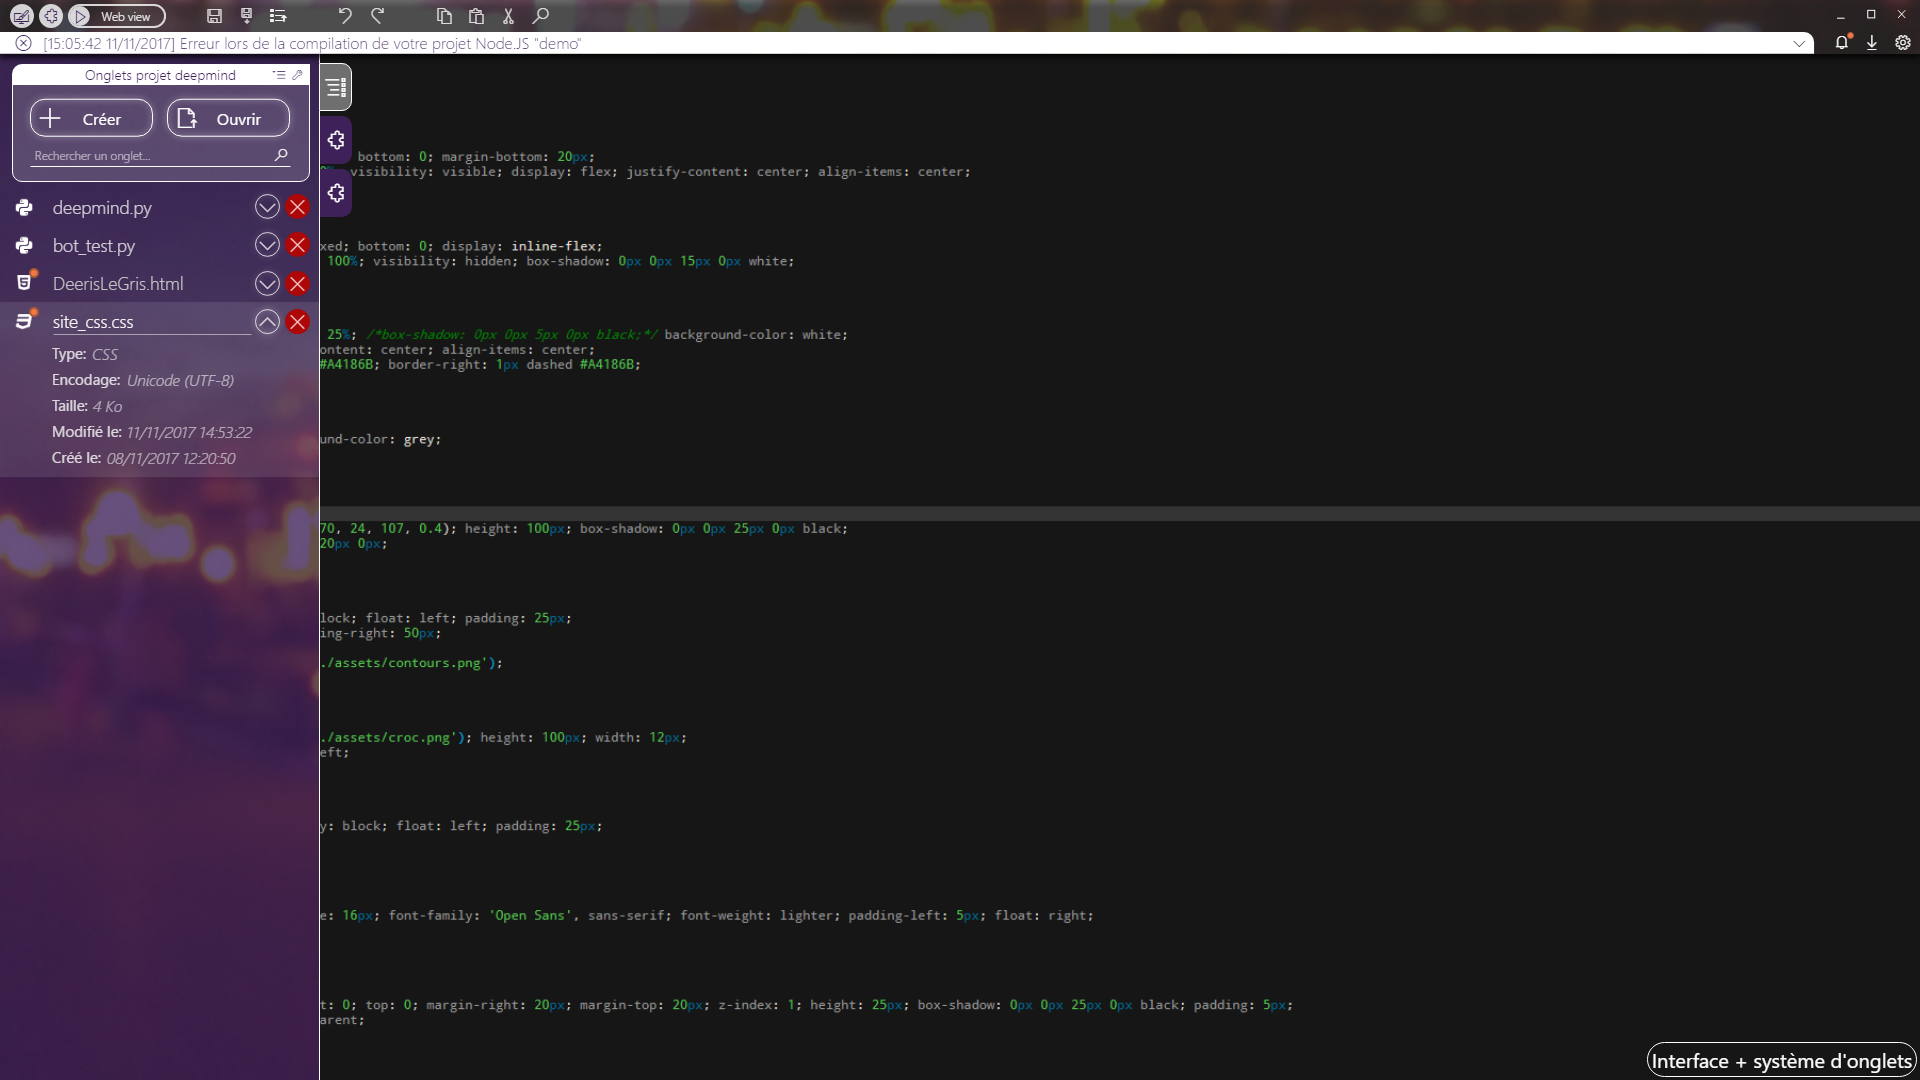 Web view
[15:05:42 11/11/2017] Erreur lors de la compilation de votre projet Node.JS "demo"
Onglets projet deepmind
Créer
Ouvrir
Rechercher un onglet...
deepmind.py
bot_test.py
DeerisLeGris.html
site_css.css
Type: CSS
Encodage: Unicode (UTF-8)
Taille: 4 Ko
Modifié le: 11/11/2017 14:53:22
Créé le: 08/11/2017 12:20:50
bottom: 0; margin-bottom: 20px;
visibility: visible; display: flex; justify-content: center; align-items: center;
xed; bottom: 0; display: inline-flex;
100%; visibility: hidden; box-shadow: 0px 0px 15px 0px white;
25%; /*box-shadow: 0px 0px 5px 0px black;*/ background-color: white;
ontent: center; align-items: center;
#A4186B; border-right: 1px dashed #A4186B;
und-color: grey;
70, 24, 107, 0.4); height: 100px; box-shadow: 0px 0px 25px 0px black;
20px 0px;
lock; float: left; padding: 25px;
ing-right: 50px;
./assets/contours.png');
./assets/croc.png'); height: 100px; width: 12px;
eft;
y: block; float: left; padding: 25px;
e: 16px; font-family: 'Open Sans', sans-serif; font-weight: lighter; padding-left: 5px; float: right;
t: 0; top: 0; margin-right: 20px; margin-top: 20px; z-index: 1; height: 25px; box-shadow: 0px 0px 25px 0px black; padding: 5px;
arent;
Interface + système d'onglets